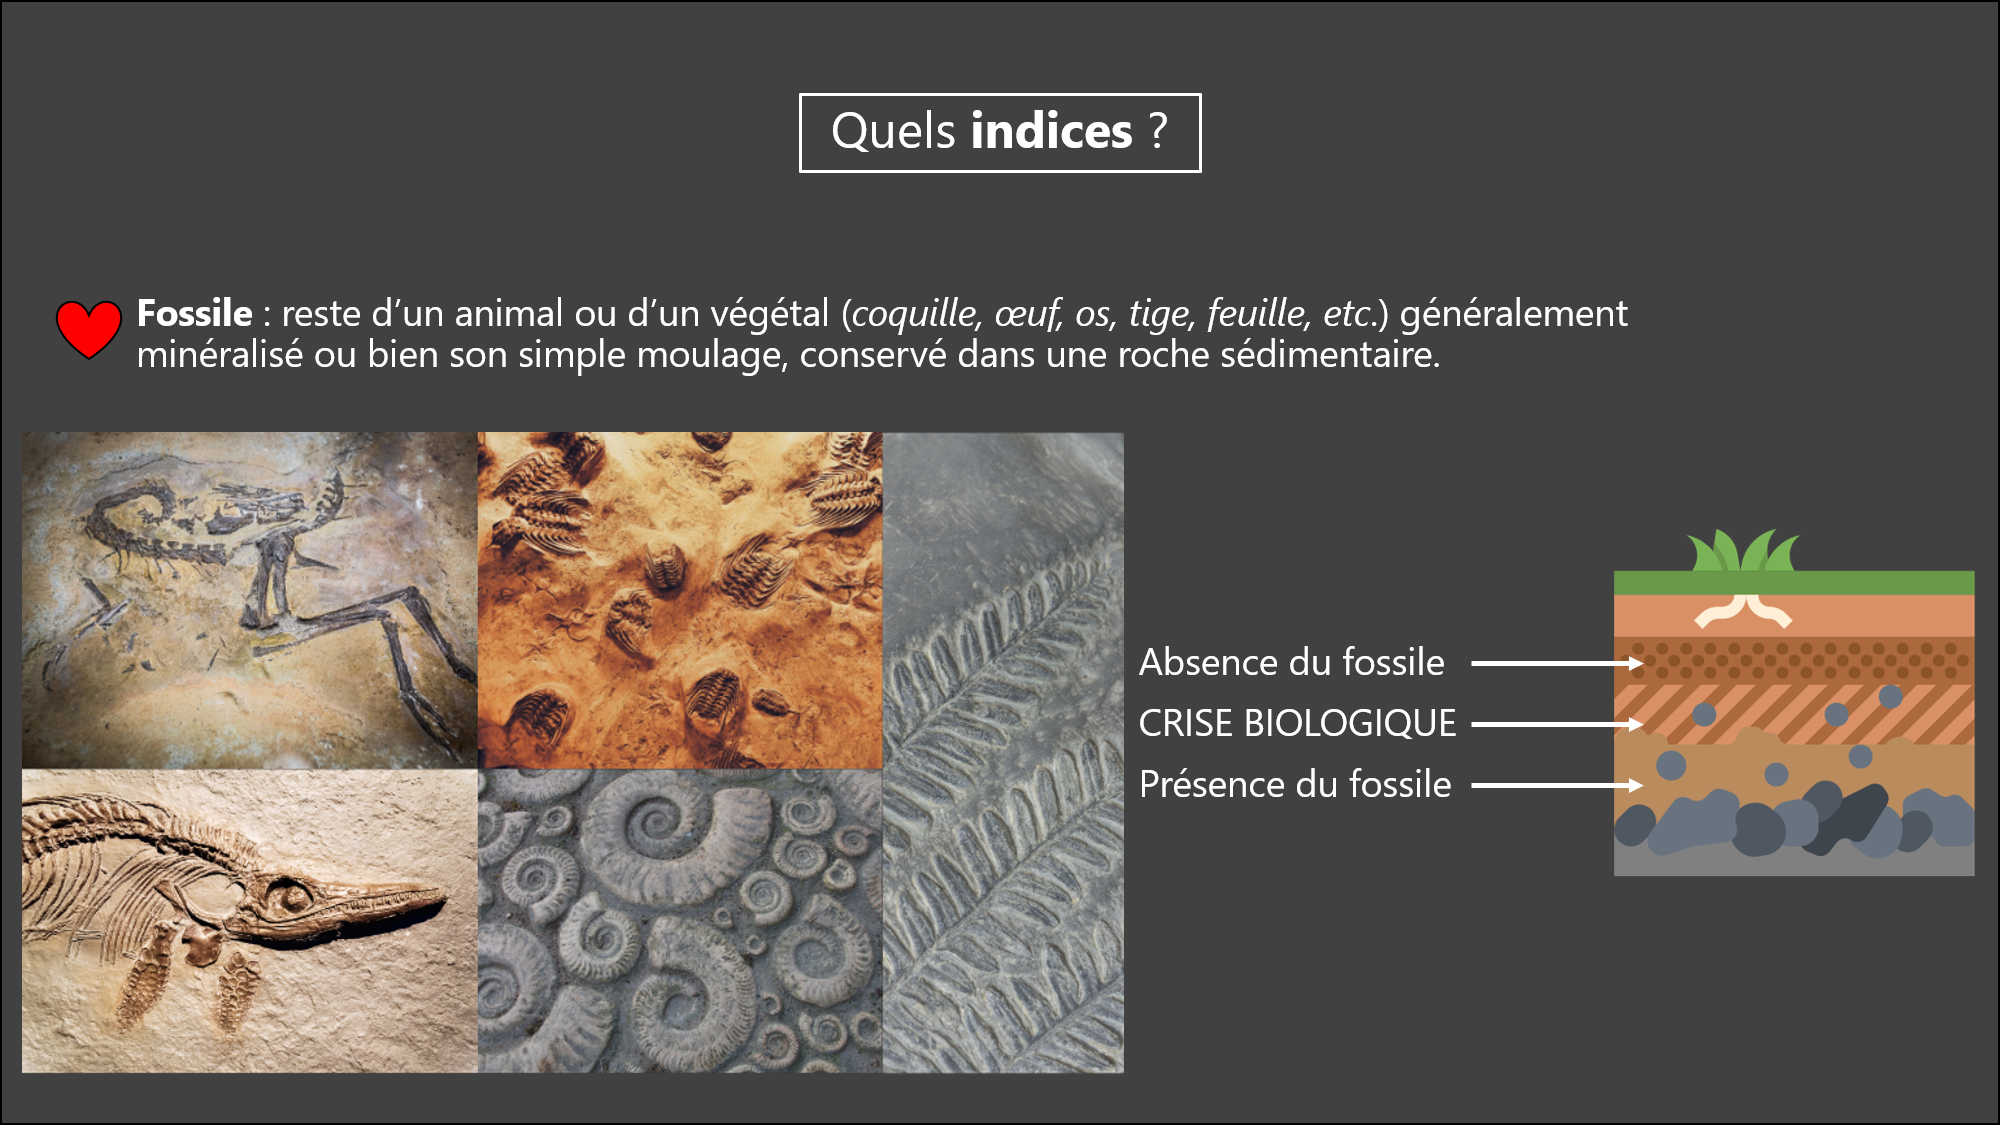 Quels indices ?
Fossile : reste d’un animal ou d’un végétal (coquille, œuf, os, tige, feuille, etc.) généralement
minéralisé ou bien son simple moulage, conservé dans une roche sédimentaire.
Absence du fossile
CRISE BIOLOGIQUE
Présence du fossile